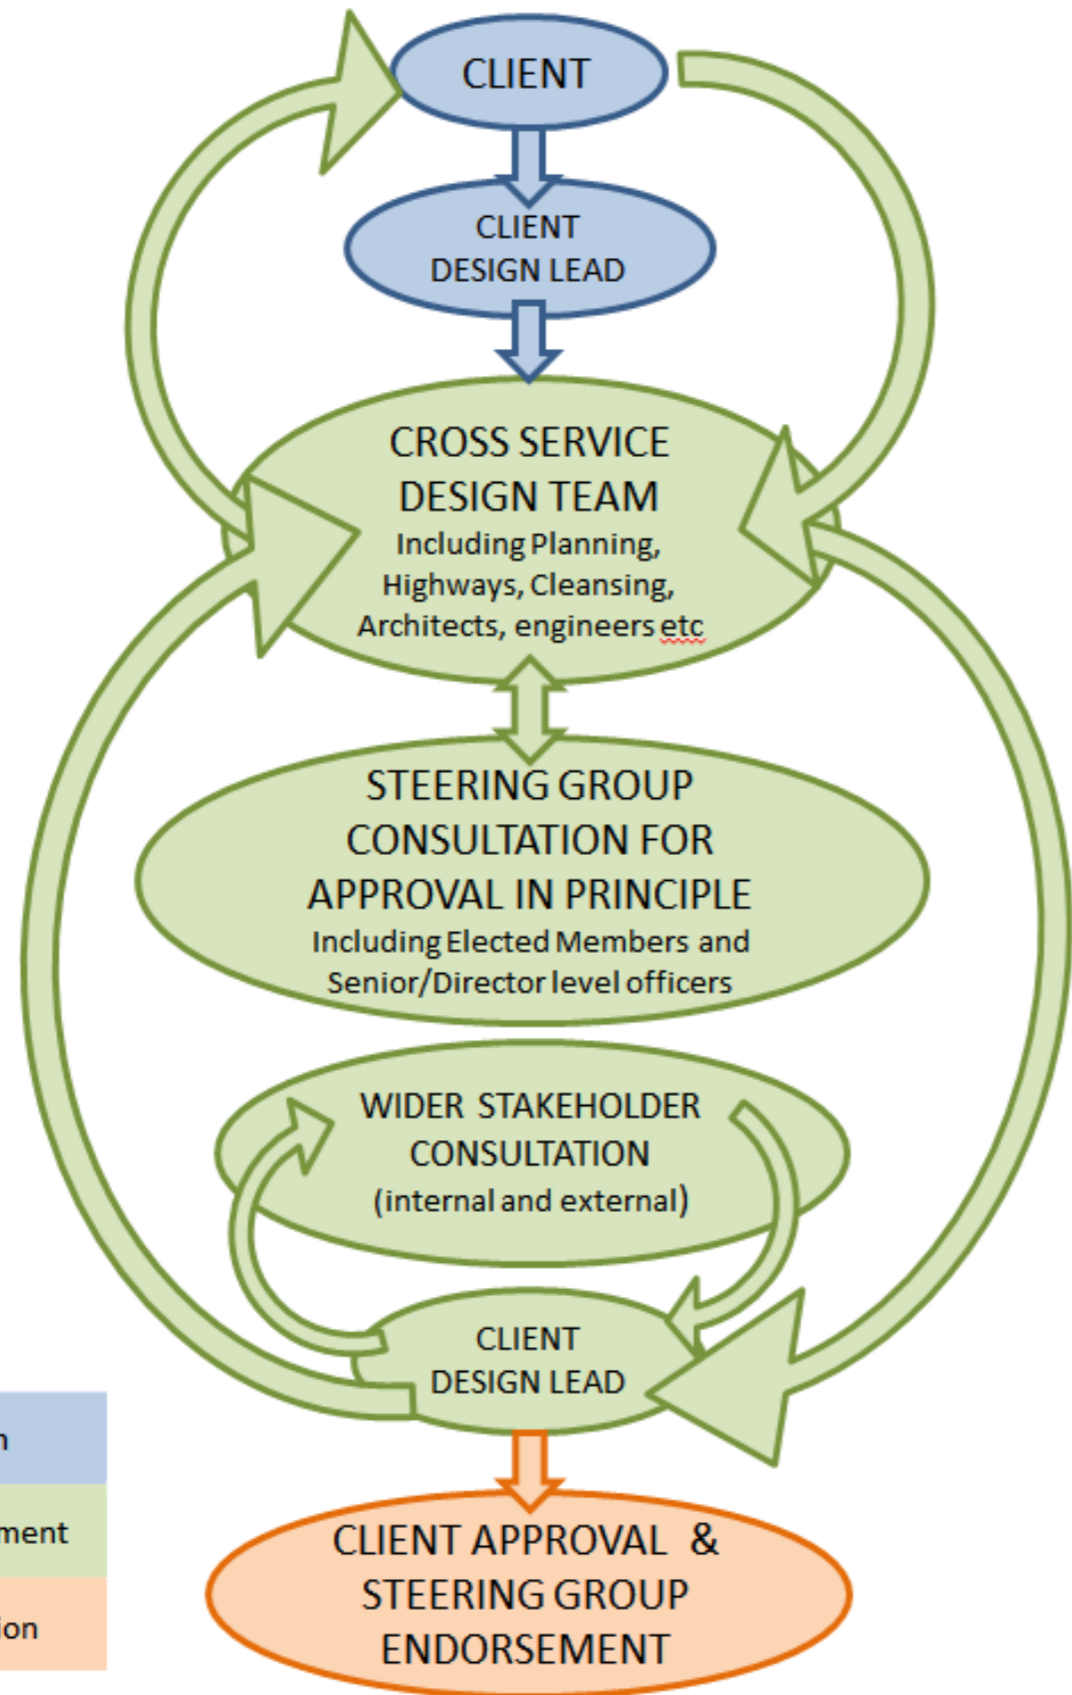 CLIENT
CLIENT
DESIGN LEAD
CROSS SERVICE
DESIGN TEAM
Including Planning,
Highways, Cleansing,
Architects, engineers etc
STEERING GROUP
CONSULTATION FOR
APPROVAL IN PRINCIPLE
Including Elected Members and
Senior/Director level officers
WIDER STAKEHOLDER
CONSULTATION
(internal and external)
CLIENT
DESIGN LEAD
CLIENT APPROVAL &
STEERING GROUP
ENDORSEMENT